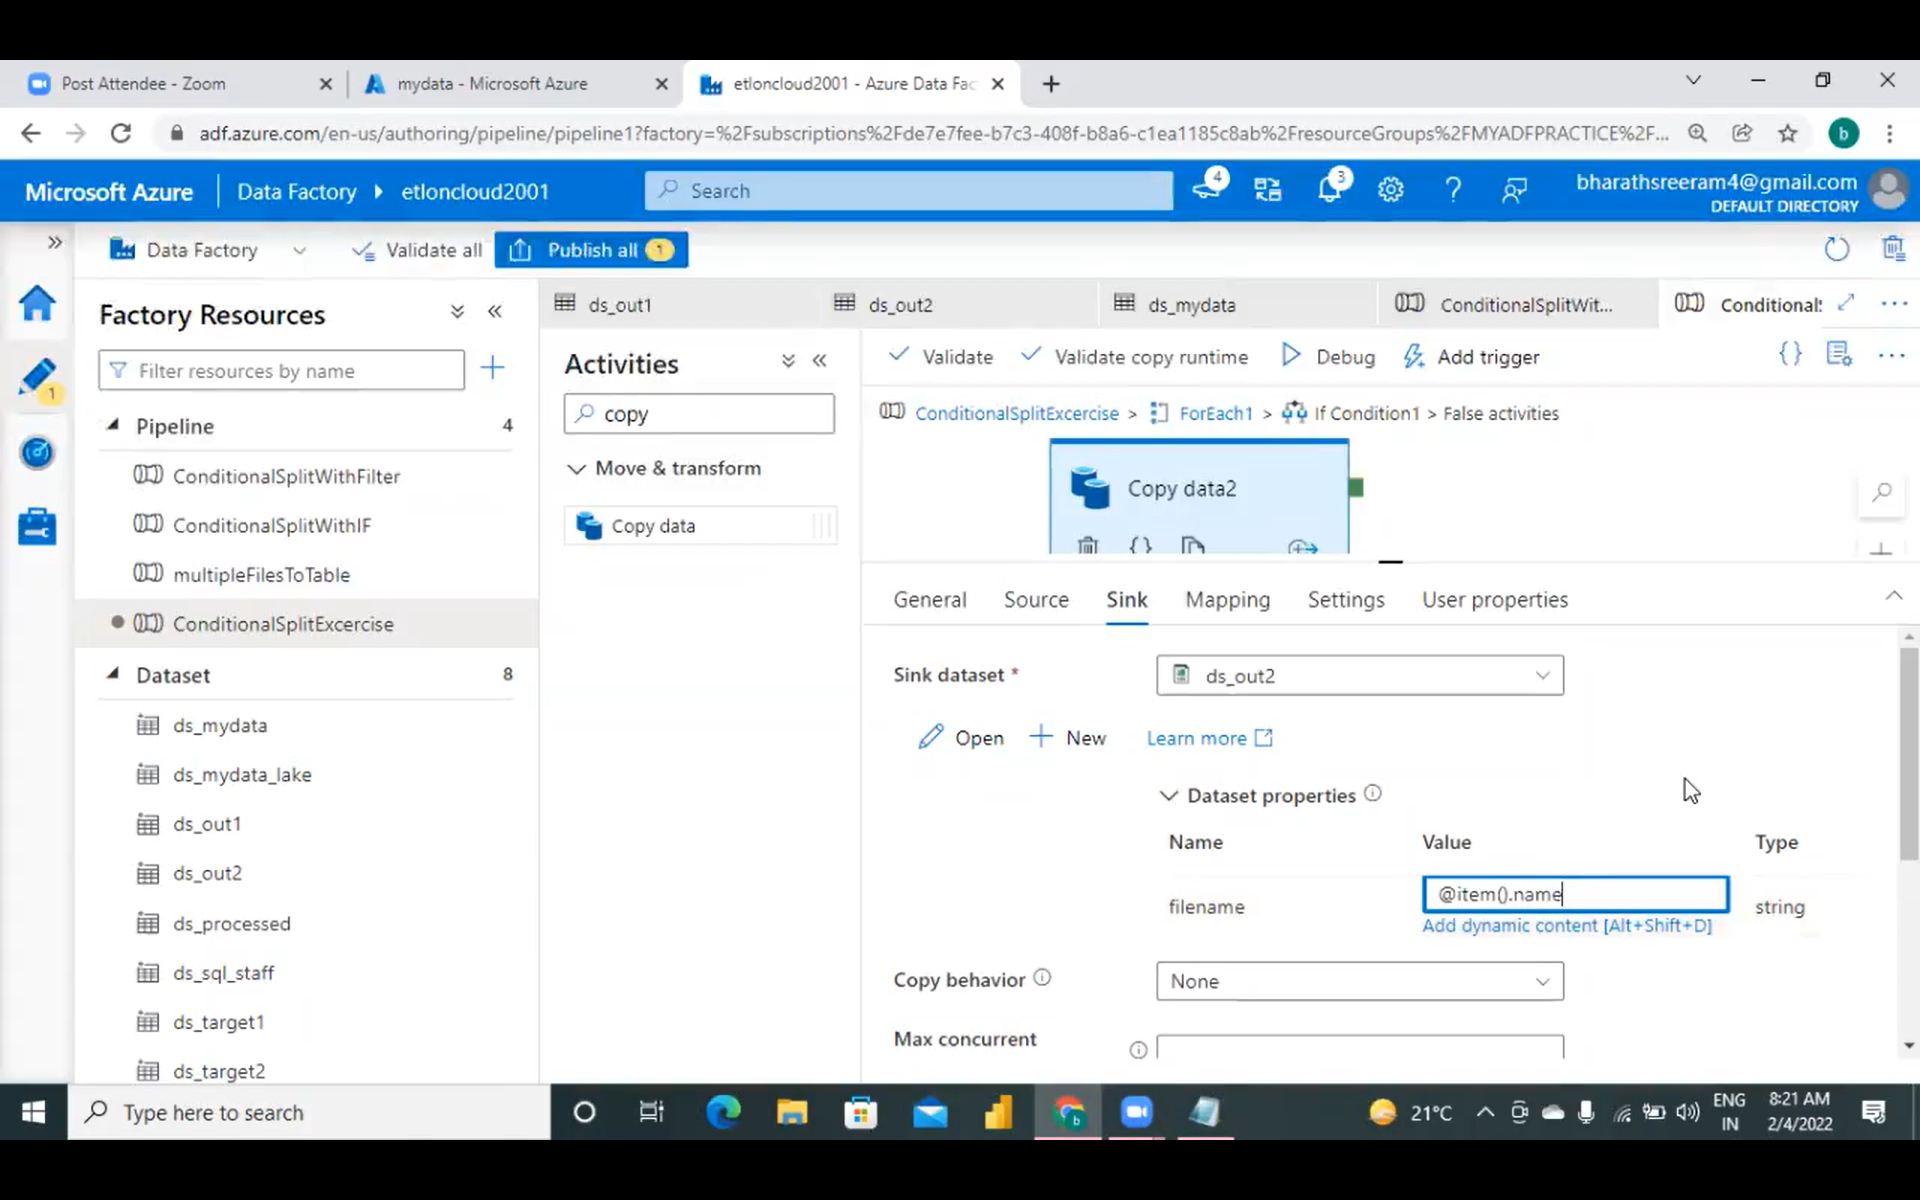 Post Attendee - Zoom
mydata - Microsoft Azure
etloncloud2001 - Azure Data Fac
adf.azure.com/en-us/authoring/pipeline/pipeline1?factory=%2Fsubscriptions%2Fde7e7fee-b7c3-408f-b8a6-c1ea1185c8ab%2FresourceGroups%2FMYADFPRACTICE%2F...
b
Microsoft Azure
Data Factory
etloncloud2001
Search
4
3
bharathsreeram4@gmail.com
DEFAULT DIRECTORY
Data Factory
Validate all
Publish all 1
Factory Resources
Filter resources by name
1
Pipeline 4
ConditionalSplitWithFilter
ConditionalSplitWithIF
multipleFilesToTable
ConditionalSplitExcercise
Dataset 8
ds_mydata
ds_mydata_lake
ds_out1
ds_out2
ds_processed
ds_sql_staff
ds_target1
ds_target2
ds_out1
ds_out2
ds_mydata
ConditionalSplitWit...
Conditional:
Activities
copy
Move & transform
Copy data
Validate
Validate copy runtime
Debug
Add trigger
ConditionalSplitExcercise > ForEach1 > If Condition1 > False activities
Copy data2
General
Source
Sink
Mapping
Settings
User properties
Sink dataset *
ds_out2
Open
New
Learn more
Dataset properties
Name
Value
Type
filename
@item().name
string
Add dynamic content [Alt+Shift+D]
Copy behavior
None
Max concurrent
Type here to search
b
21°C
ENG
IN
8:21 AM
2/4/2022